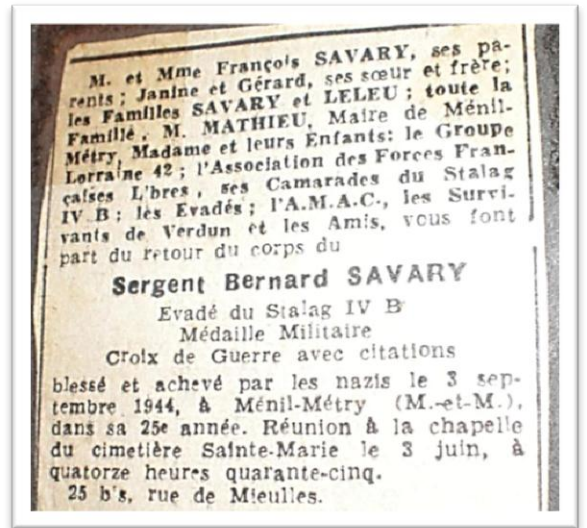 M. et Mme François SAVARY, ses pa-
rents ; Janine et Gérard, ses sœur et frère ;
les Familles SAVARY et LELEU ; toute la
Famille. M. MATHIEU, Maire de Ménil-
Métry, Madame et leurs Enfants: le Groupe
Lorraine 42 ; l'Association des Forces Fran-
çaises L'bres, ses Camarades du Stalag
IV B ; les Evadés ; l'A.M.A.C., les Survi-
vants de Verdun et les Amis, vous font
part du retour du corps du
Sergent Bernard SAVARY
Evadé du Stalag IV B
Médaille Militaire
Croix de Guerre avec citations
blessé et achevé par les nazis le 3 sep-
tembre 1944, à Ménil-Métry (M.-et-M.),
dans sa 25e année. Réunion à la chapelle
du cimetière Sainte-Marie le 3 juin, à
quatorze heures quarante-cinq.
25 b's, rue de Mieulles.